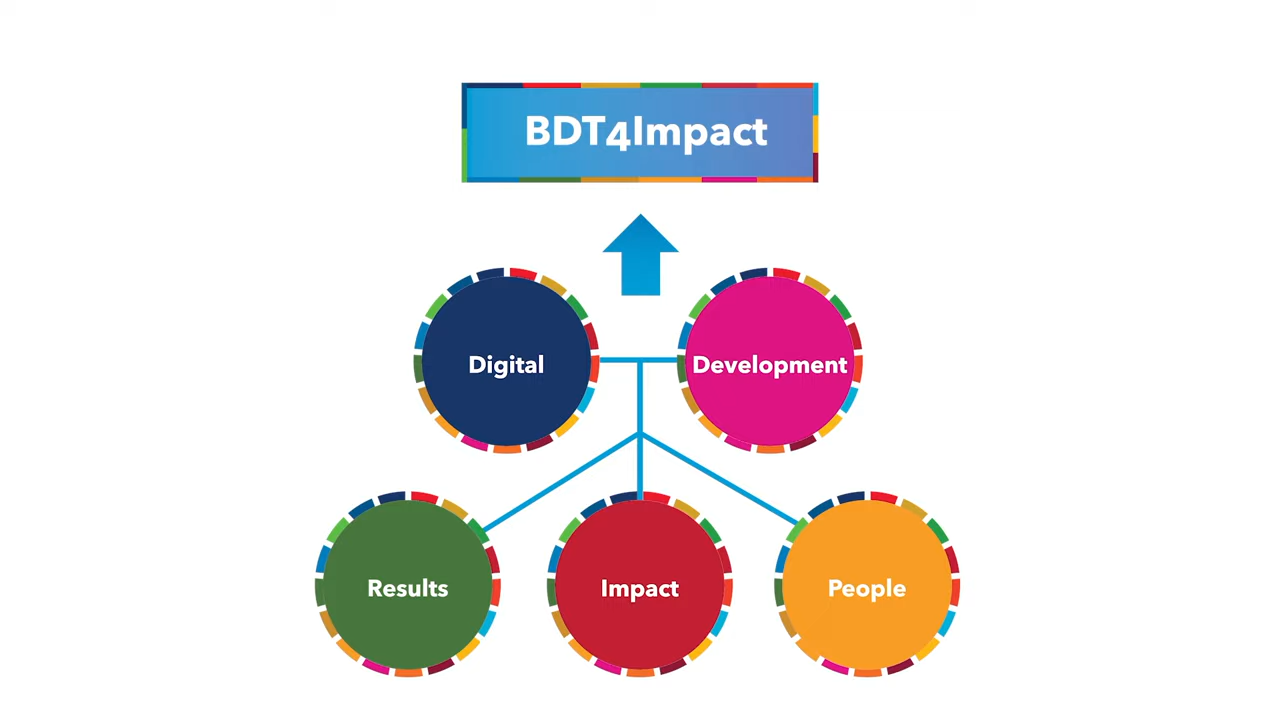 BDT4Impact
Digital
Development
Results
Impact
People